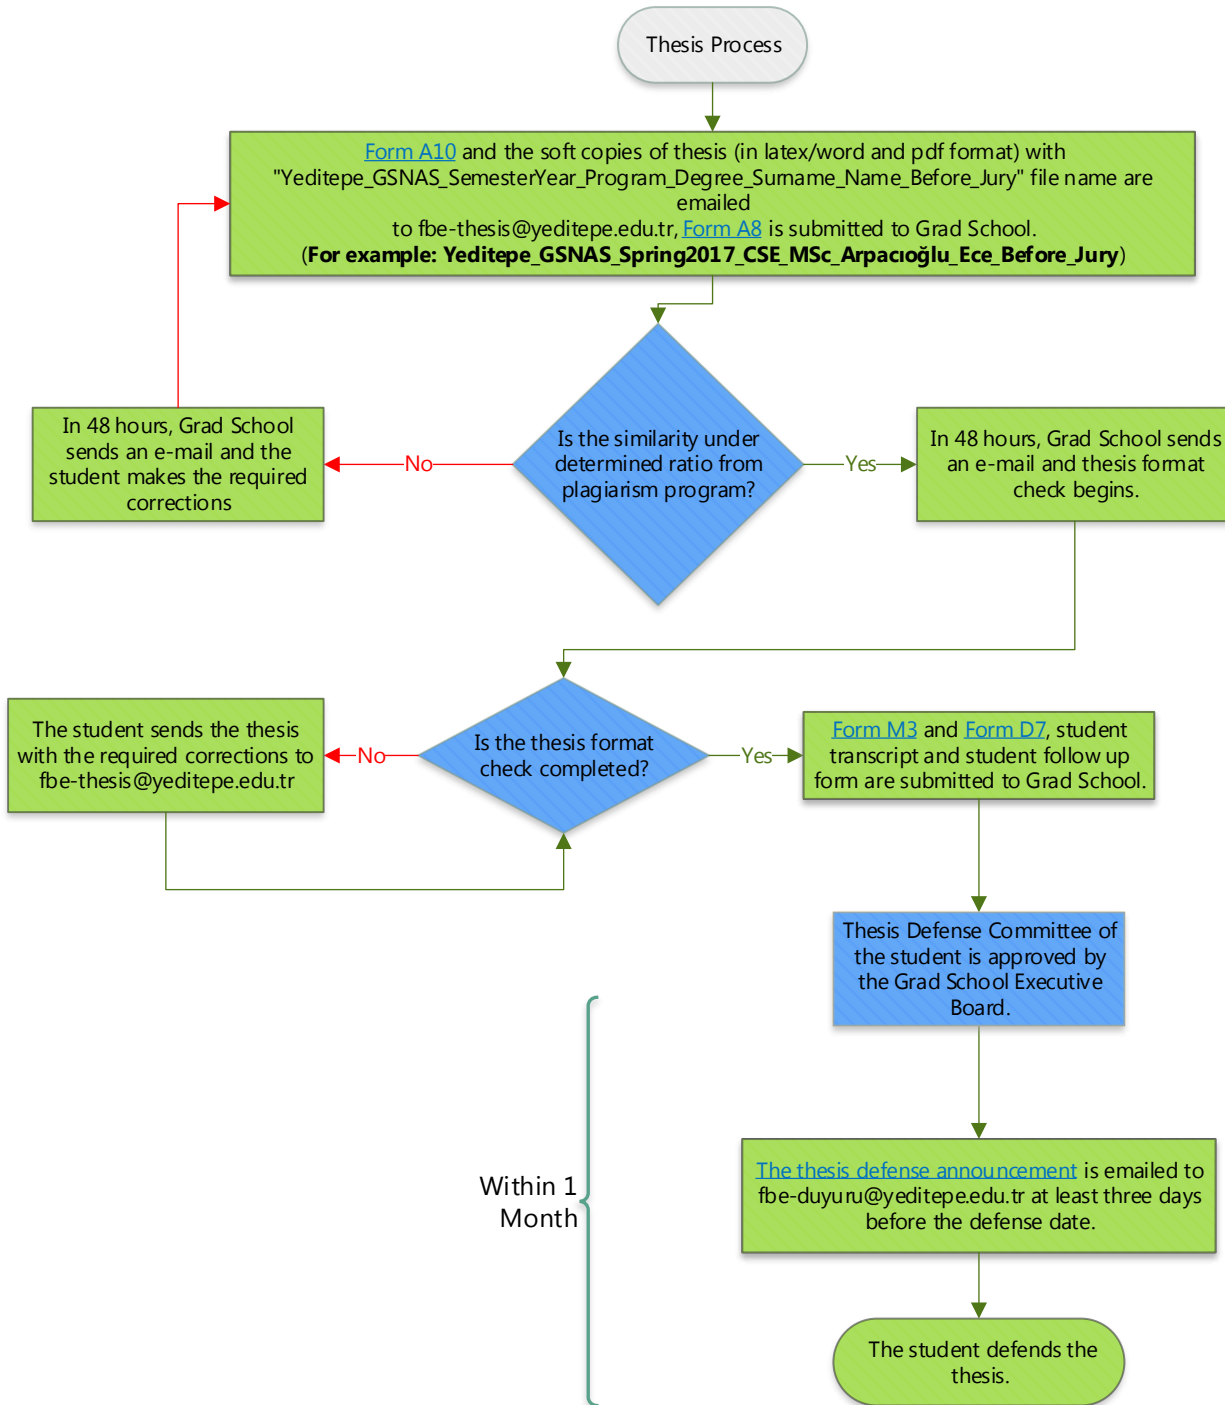 Thesis Process
Form A10 and the soft copies of thesis (in latex/word and pdf format) with
"Yeditepe_GSNAS_SemesterYear_Program_Degree_Surname_Name_Before_Jury" file name are
emailed
to fbe-thesis@yeditepe.edu.tr, Form A8 is submitted to Grad School.
(For example: Yeditepe_GSNAS_Spring2017_CSE_MSc_Arpacıoğlu_Ece_Before_Jury)
In 48 hours, Grad School
sends an e-mail and the
student makes the required
corrections
No
Is the similarity under
determined ratio from
plagiarism program?
Yes
In 48 hours, Grad School sends
an e-mail and thesis format
check begins.
The student sends the thesis
with the required corrections to
fbe-thesis@yeditepe.edu.tr
No
Is the thesis format
check completed?
Yes
Form M3 and Form D7, student
transcript and student follow up
form are submitted to Grad School.
Thesis Defense Committee of
the student is approved by
the Grad School Executive
Board.
Within 1
Month
The thesis defense announcement is emailed to
fbe-duyuru@yeditepe.edu.tr at least three days
before the defense date.
The student defends the
thesis.